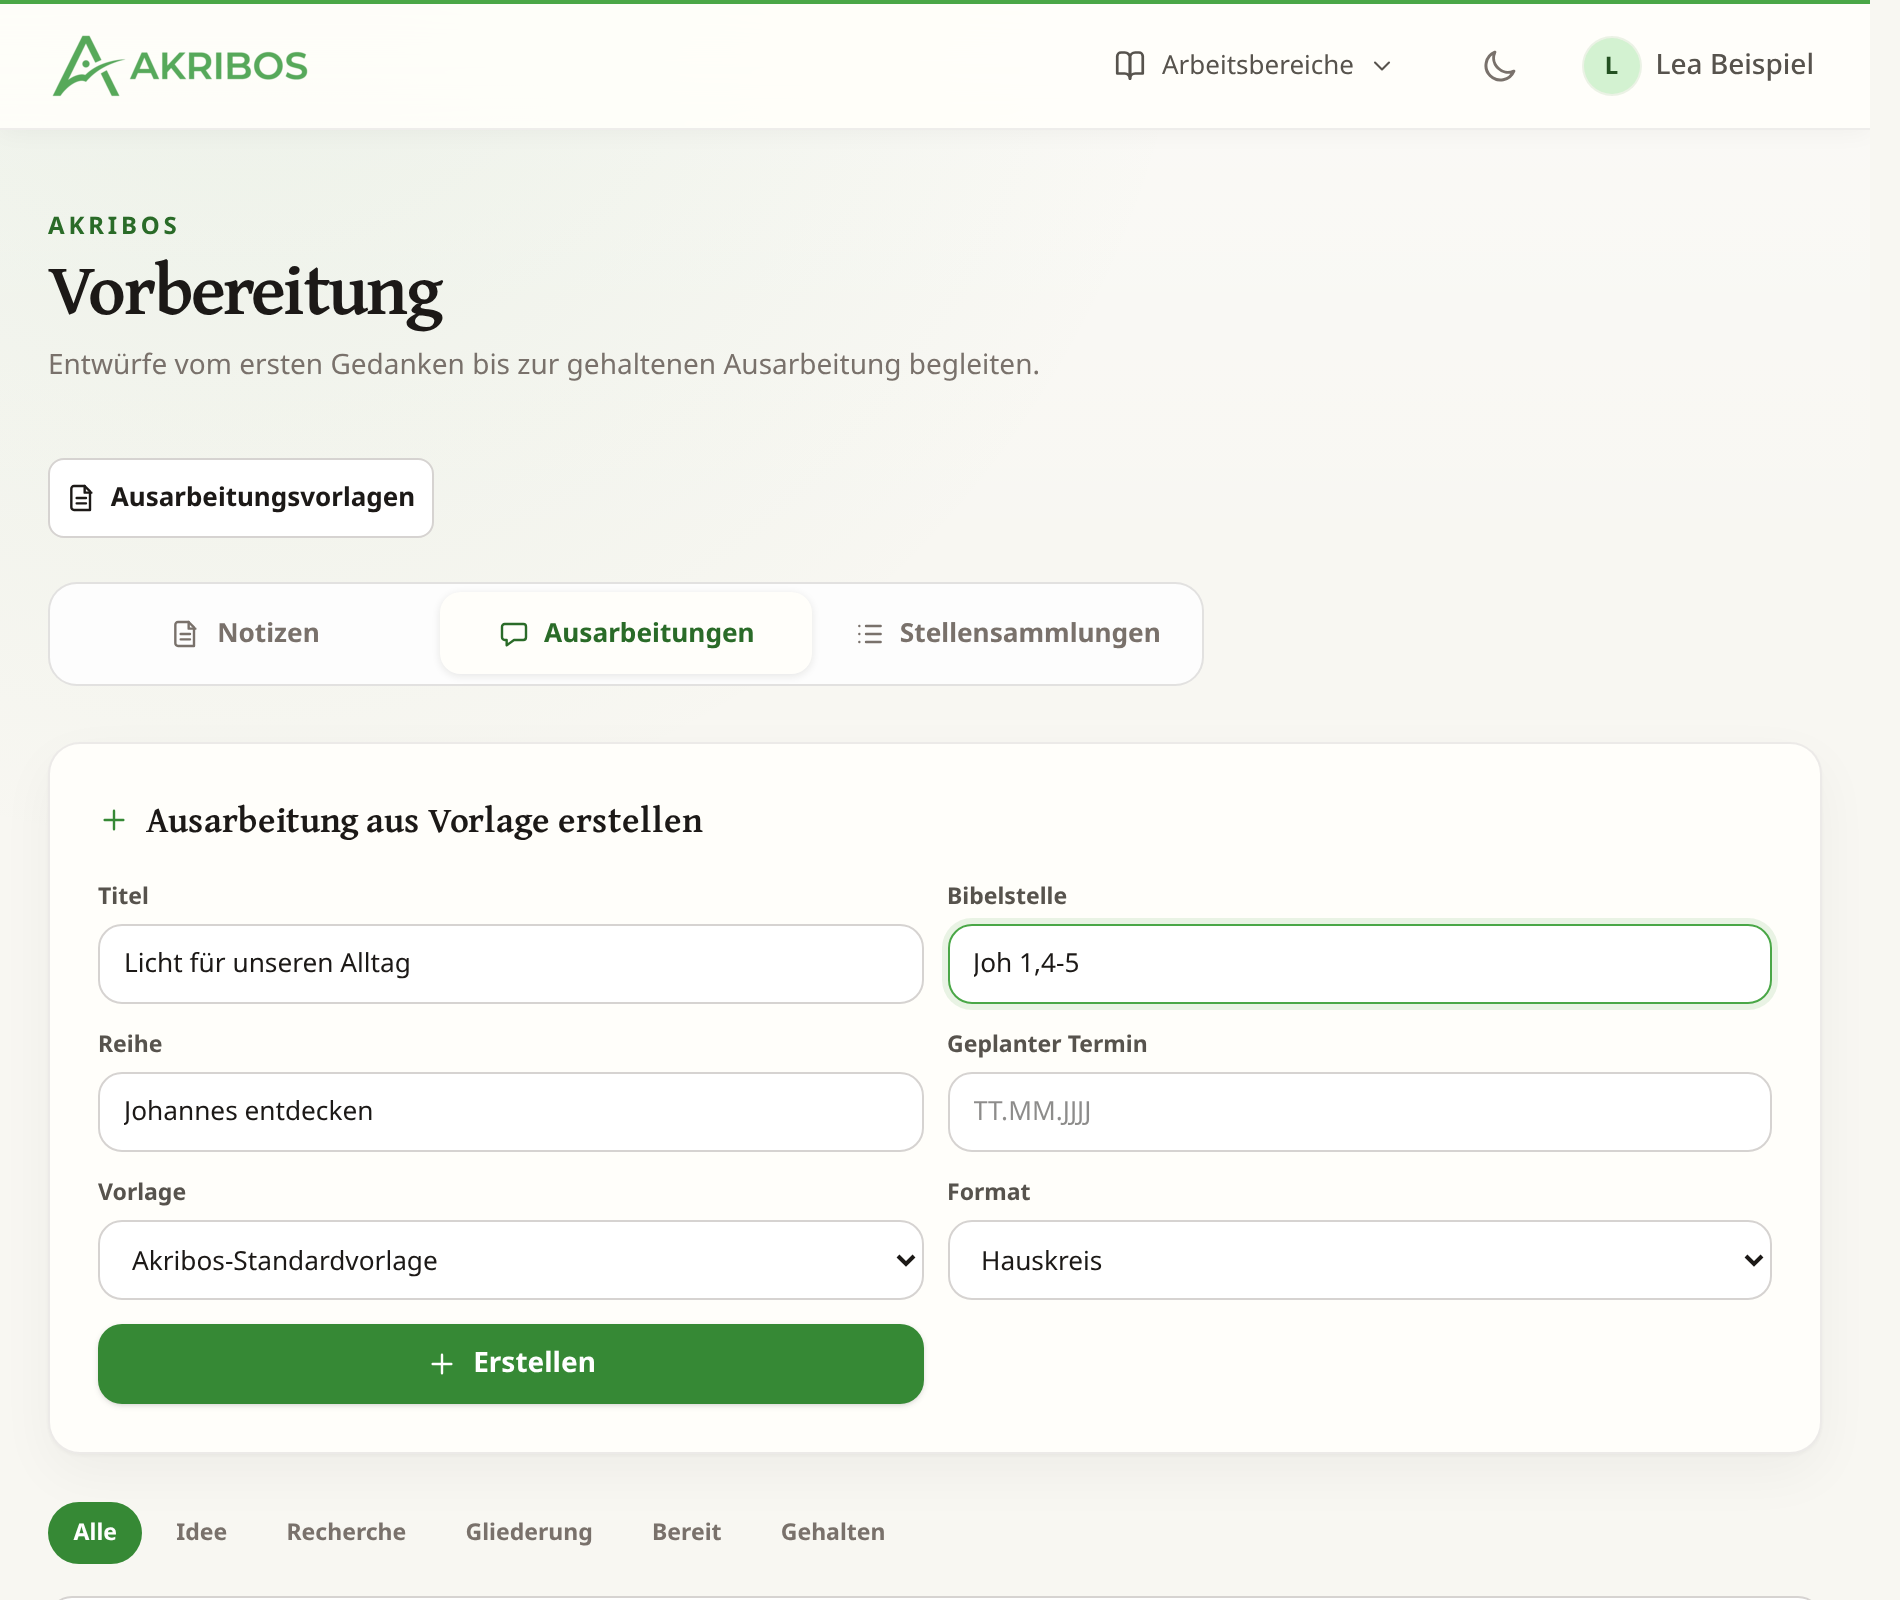 AKRIBOS
Arbeitsbereiche
L
Lea Beispiel
AKRIBOS
Vorbereitung
Entwürfe vom ersten Gedanken bis zur gehaltenen Ausarbeitung begleiten.
Ausarbeitungsvorlagen
Notizen
Ausarbeitungen
Stellensammlungen
Ausarbeitung aus Vorlage erstellen
Titel
Bibelstelle
Licht für unseren Alltag
Joh 1,4-5
Reihe
Geplanter Termin
Johannes entdecken
TT.MM.JJJJ
Vorlage
Format
Akribos-Standardvorlage
Hauskreis
Erstellen
Alle
Idee
Recherche
Gliederung
Bereit
Gehalten